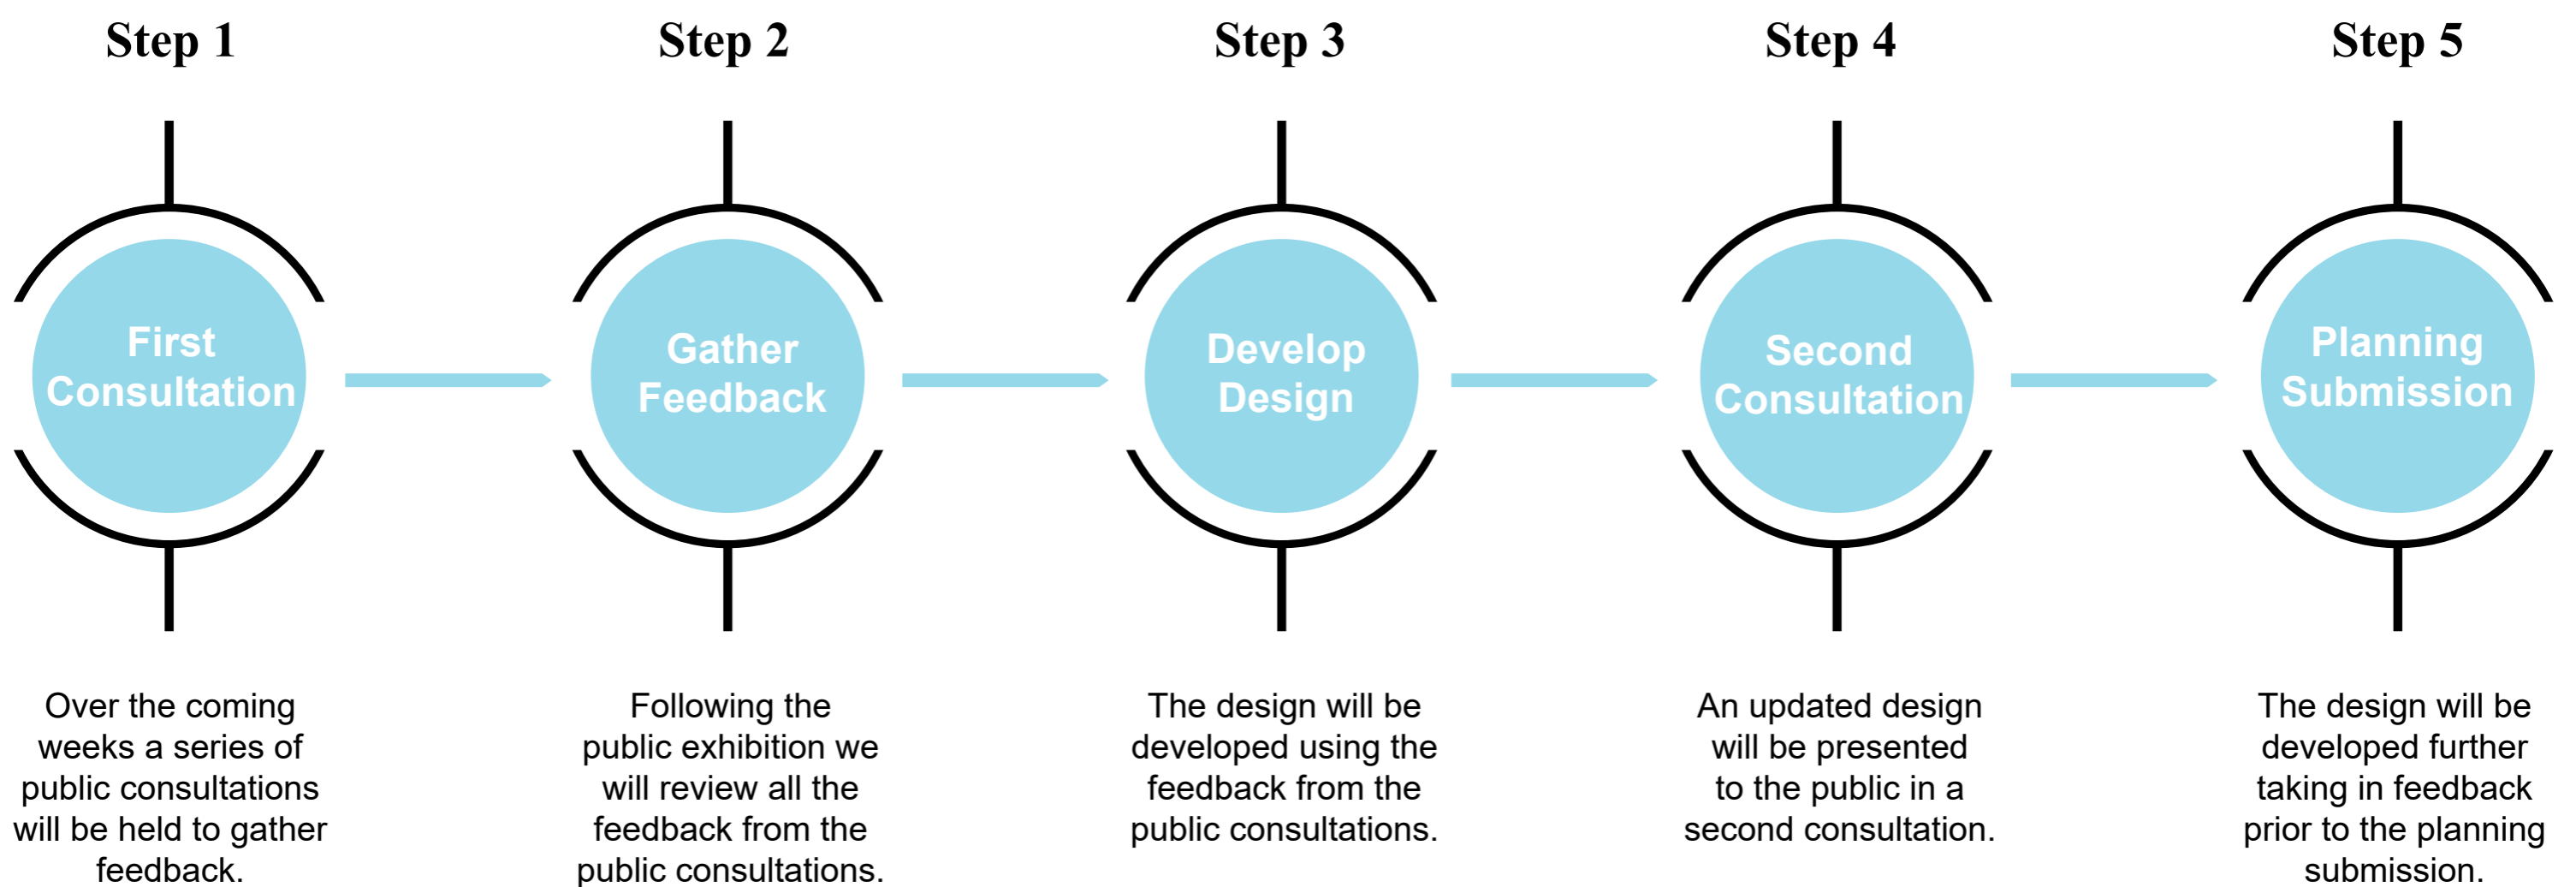 Step 1
First
Consultation
Over the coming
weeks a series of
public consultations
will be held to gather
feedback.
Step 2
Gather
Feedback
Following the
public exhibition we
will review all the
feedback from the
public consultations.
Step 3
Develop
Design
The design will be
developed using the
feedback from the
public consultations.
Step 4
Second
Consultation
An updated design
will be presented
to the public in a
second consultation.
Step 5
Planning
Submission
The design will be
developed further
taking in feedback
prior to the planning
submission.